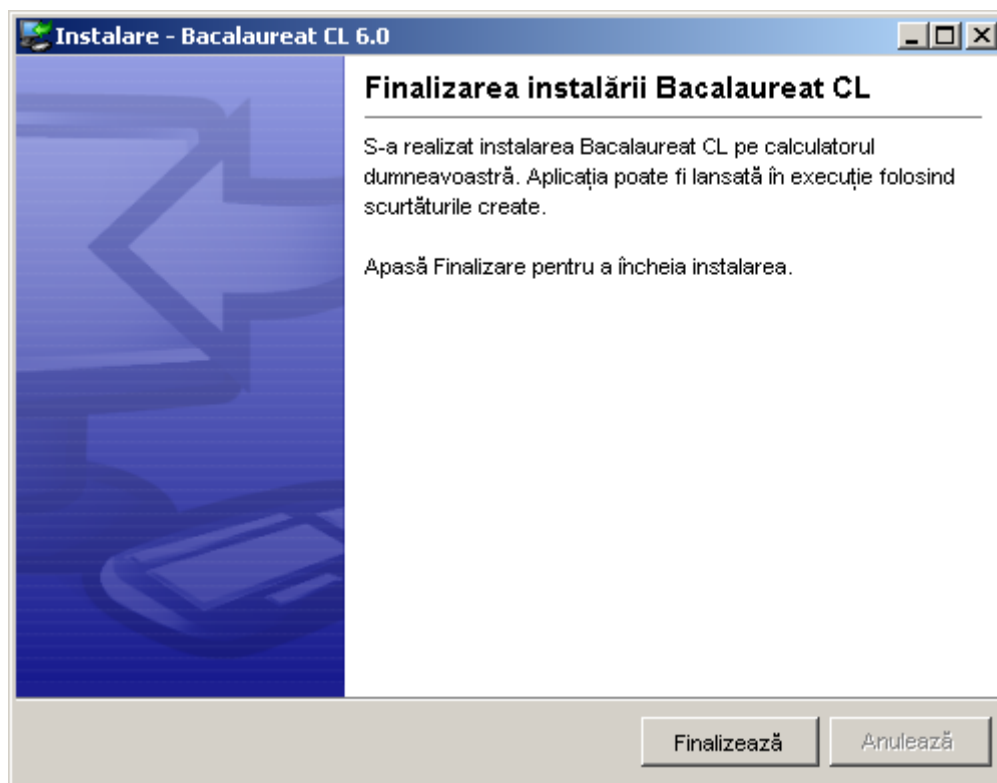 Instalare - Bacalaureat CL 6.0
Finalizarea instalării Bacalaureat CL
S-a realizat instalarea Bacalaureat CL pe calculatorul
dumneavoastră. Aplicația poate fi lansată în execuție folosind
scurtăturile create.
Apasă Finalizare pentru a încheia instalarea.
Finalizează
Anulează